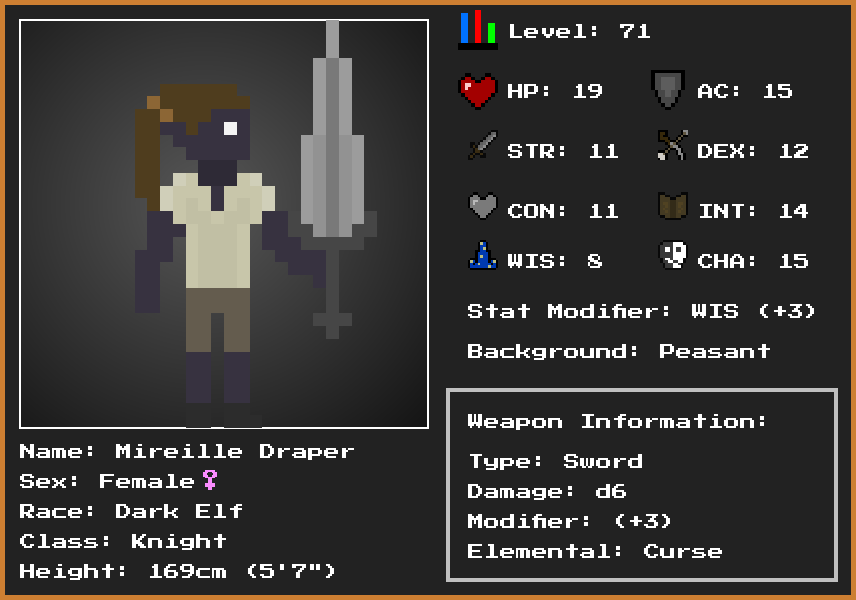 Level: 71
HP: 19
AC: 15
STR: 11
DEX: 12
CON: 11
INT: 14
WIS: 8
CHA: 15
Stat Modifier: WIS (+3)
Background: Peasant
Weapon Information:
Type: Sword
Damage: d6
Modifier: (+3)
Elemental: Curse
Name: Mireille Draper
Sex: Female♀
Race: Dark Elf
Class: Knight
Height: 169cm (5'7")